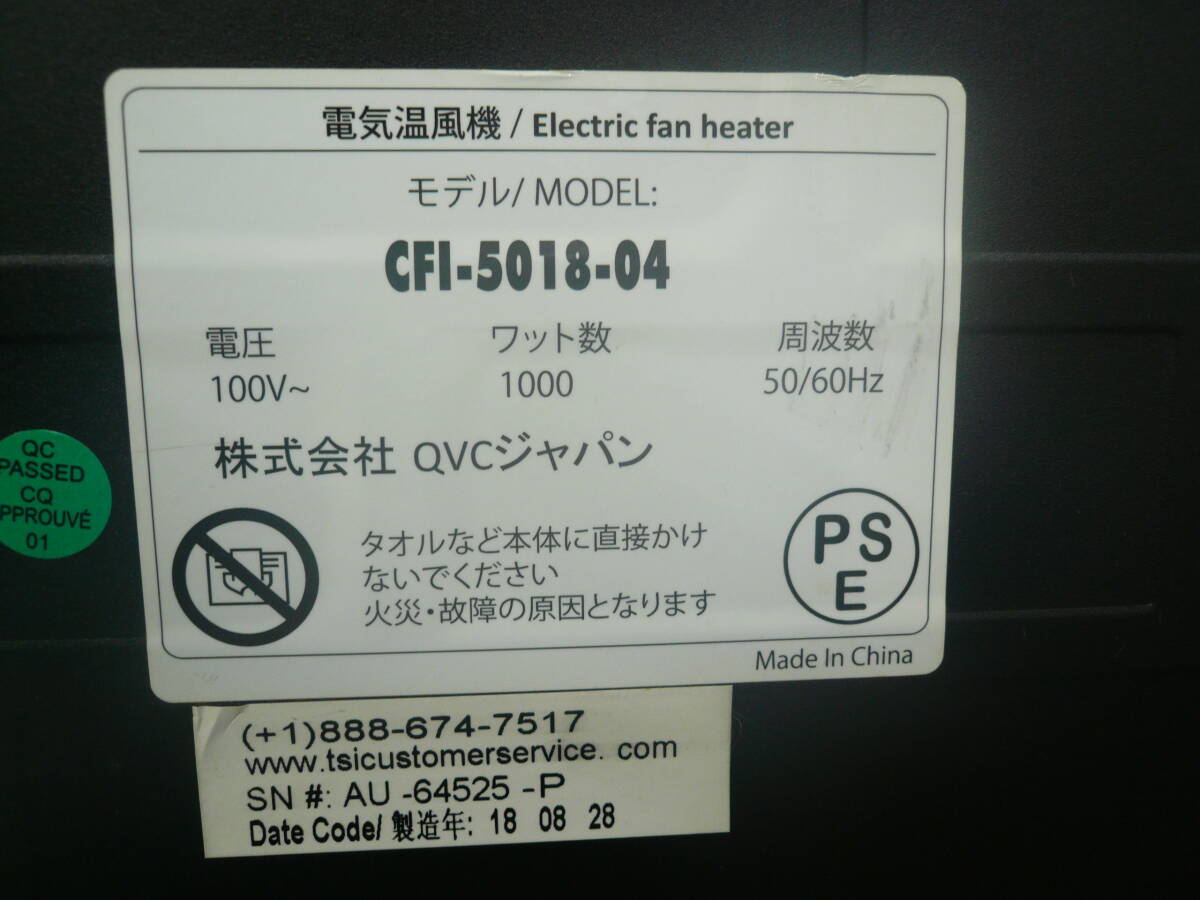 電気温風機 / Electric fan heater
モデル/ MODEL:
CFI-5018-04
電圧 ワット数 周波数
100V~ 1000 50/60Hz
株式会社 QVCジャパン
タオルなど本体に直接かけ
ないでください
火災・故障の原因となります
PS
E
Made In China
QC
PASSED
CQ
PPROUVÉ
01
(+1)888-674-7517
www.tsicustomerservice. com
SN #: AU -64525 -P
Date Code/ 製造年: 18 08 28